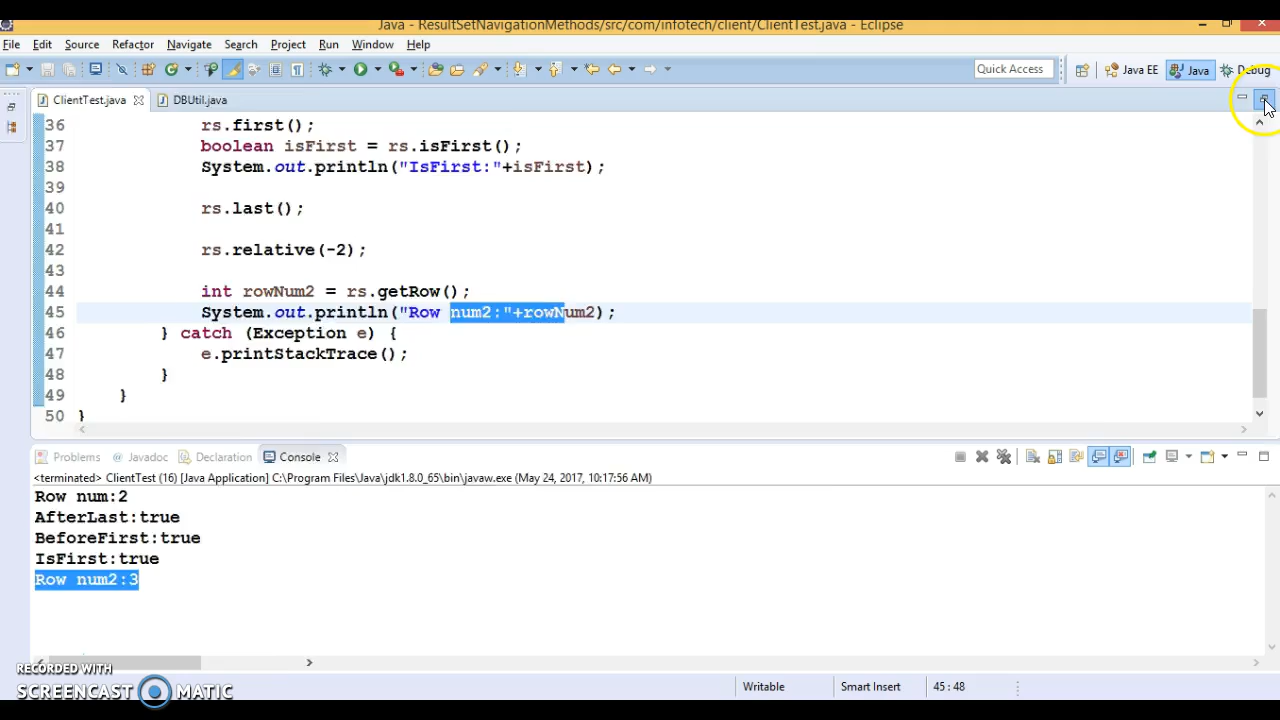 Java - ResultSetNavigationMethods/src/com/infotech/client/ClientTest.java - Eclipse
File Edit Source Refactor Navigate Search Project Run Window Help
Quick Access Java EE Java Debug
ClientTest.java DBUtil.java
36 rs.first();
37 boolean isFirst = rs.isFirst();
38 System.out.println("IsFirst:"+isFirst);
39
40 rs.last();
41
42 rs.relative(-2);
43
44 int rowNum2 = rs.getRow();
45 System.out.println("Row num2:"+rowNum2);
46 } catch (Exception e) {
47 e.printStackTrace();
48 }
49 }
50 }
Problems @ Javadoc Declaration Console
<terminated> ClientTest (16) [Java Application] C:\Program Files\Java\jdk1.8.0_65\bin\javaw.exe (May 24, 2017, 10:17:56 AM)
Row num:2
AfterLast:true
BeforeFirst:true
IsFirst:true
Row num2:3
RECORDED WITH
SCREENCAST MATIC
Writable Smart Insert 45 : 48